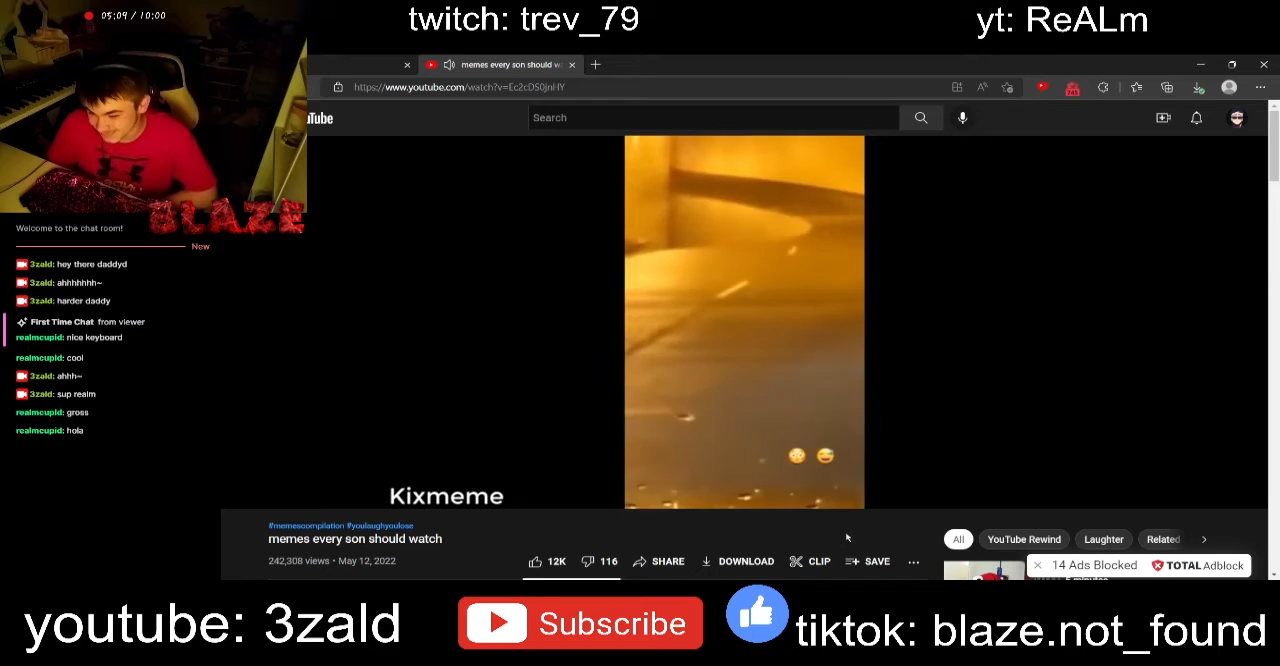 05:09 / 10:00
twitch: trev_79
yt: ReALm
memes every son should w
https://www.youtube.com/watch?v=Ec2cDS0jnHY
745
uTube
Search
BLAZE
Welcome to the chat room!
New
3zald: hey there daddyd
3zald: ahhhhhhh~
3zald: harder daddy
First Time Chat from viewer
realmcupid: nice keyboard
realmcupid: cool
3zald: ahhh~
3zald: sup realm
realmcupid: gross
realmcupid: hola
Kixmeme
#memescompilation #youlaughyoulose
memes every son should watch
242,308 views • May 12, 2022
12K
116
SHARE
DOWNLOAD
CLIP
SAVE
All
YouTube Rewind
Laughter
Related
14 Ads Blocked
TOTAL Adblock
youtube: 3zald
Subscribe
tiktok: blaze.not_found